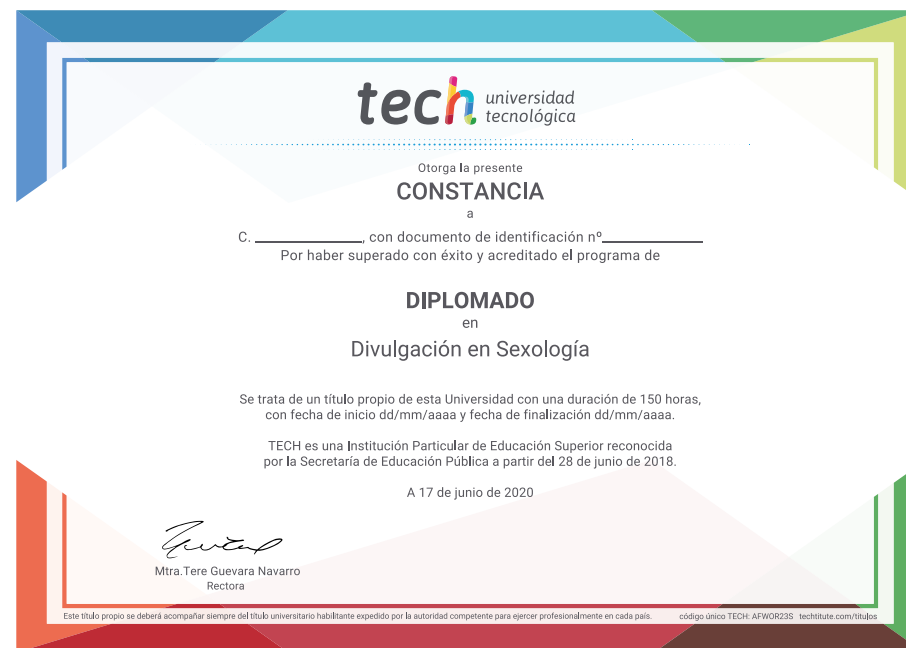 tech universidad
tecnológica
Otorga la presente
CONSTANCIA
a
C. ______________, con documento de identificación nº_____________
Por haber superado con éxito y acreditado el programa de
DIPLOMADO
en
Divulgación en Sexología
Se trata de un título propio de esta Universidad con una duración de 150 horas,
con fecha de inicio dd/mm/aaaa y fecha de finalización dd/mm/aaaa.
TECH es una Institución Particular de Educación Superior reconocida
por la Secretaría de Educación Pública a partir del 28 de junio de 2018.
A 17 de junio de 2020
Mtra.Tere Guevara Navarro
Rectora
Este título propio se deberá acompañar siempre del título universitario habilitante expedido por la autoridad competente para ejercer profesionalmente en cada país. código único TECH: AFWOR23S techtitute.com/titulos